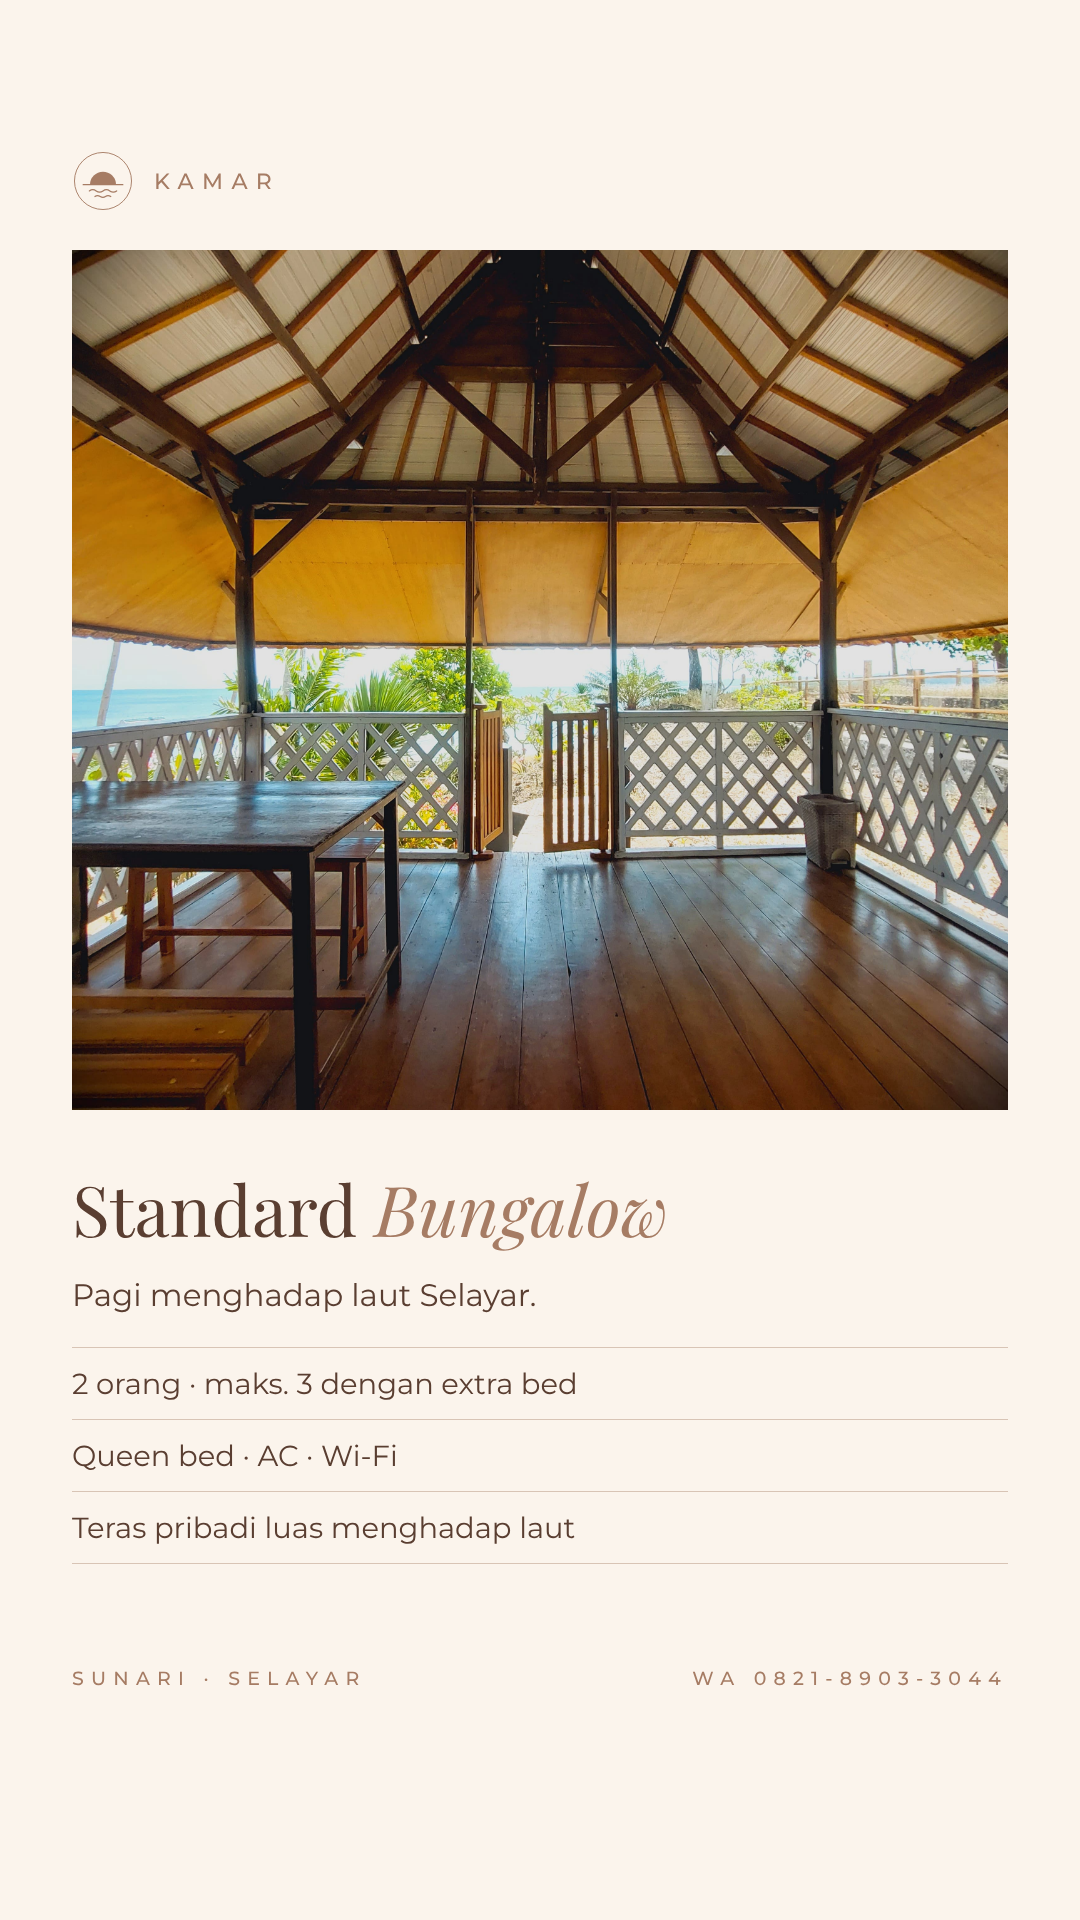 KAMAR
Standard Bungalow
Pagi menghadap laut Selayar.
2 orang · maks. 3 dengan extra bed
Queen bed · AC · Wi-Fi
Teras pribadi luas menghadap laut
SUNARI · SELAYAR
WA 0821-8903-3044